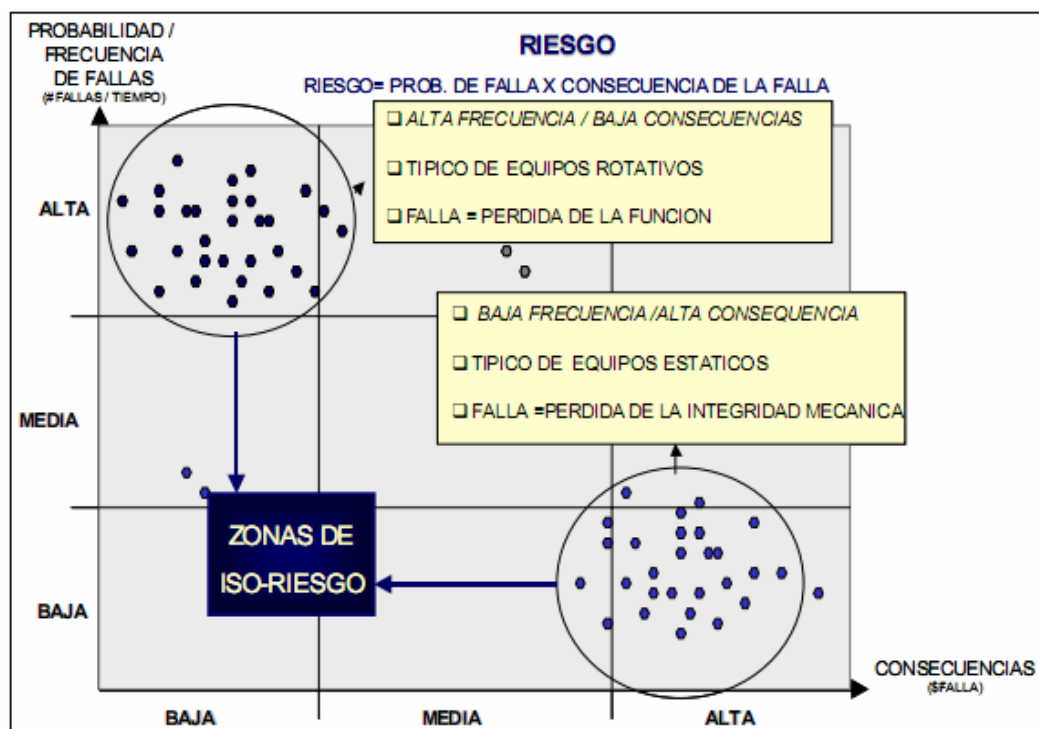 PROBABILIDAD /
FRECUENCIA
DE FALLAS
(# FALLAS / TIEMPO)
RIESGO
RIESGO= PROB. DE FALLA X CONSECUENCIA DE LA FALLA
❑ ALTA FRECUENCIA / BAJA CONSECUENCIAS
❑ TIPICO DE EQUIPOS ROTATIVOS
❑ FALLA = PERDIDA DE LA FUNCION
ALTA
❑ BAJA FRECUENCIA /ALTA CONSEQUENCIA
❑ TIPICO DE EQUIPOS ESTATICOS
❑ FALLA =PERDIDA DE LA INTEGRIDAD MECANICA
MEDIA
ZONAS DE
ISO-RIESGO
BAJA
CONSECUENCIAS
($FALLA)
BAJA
MEDIA
ALTA